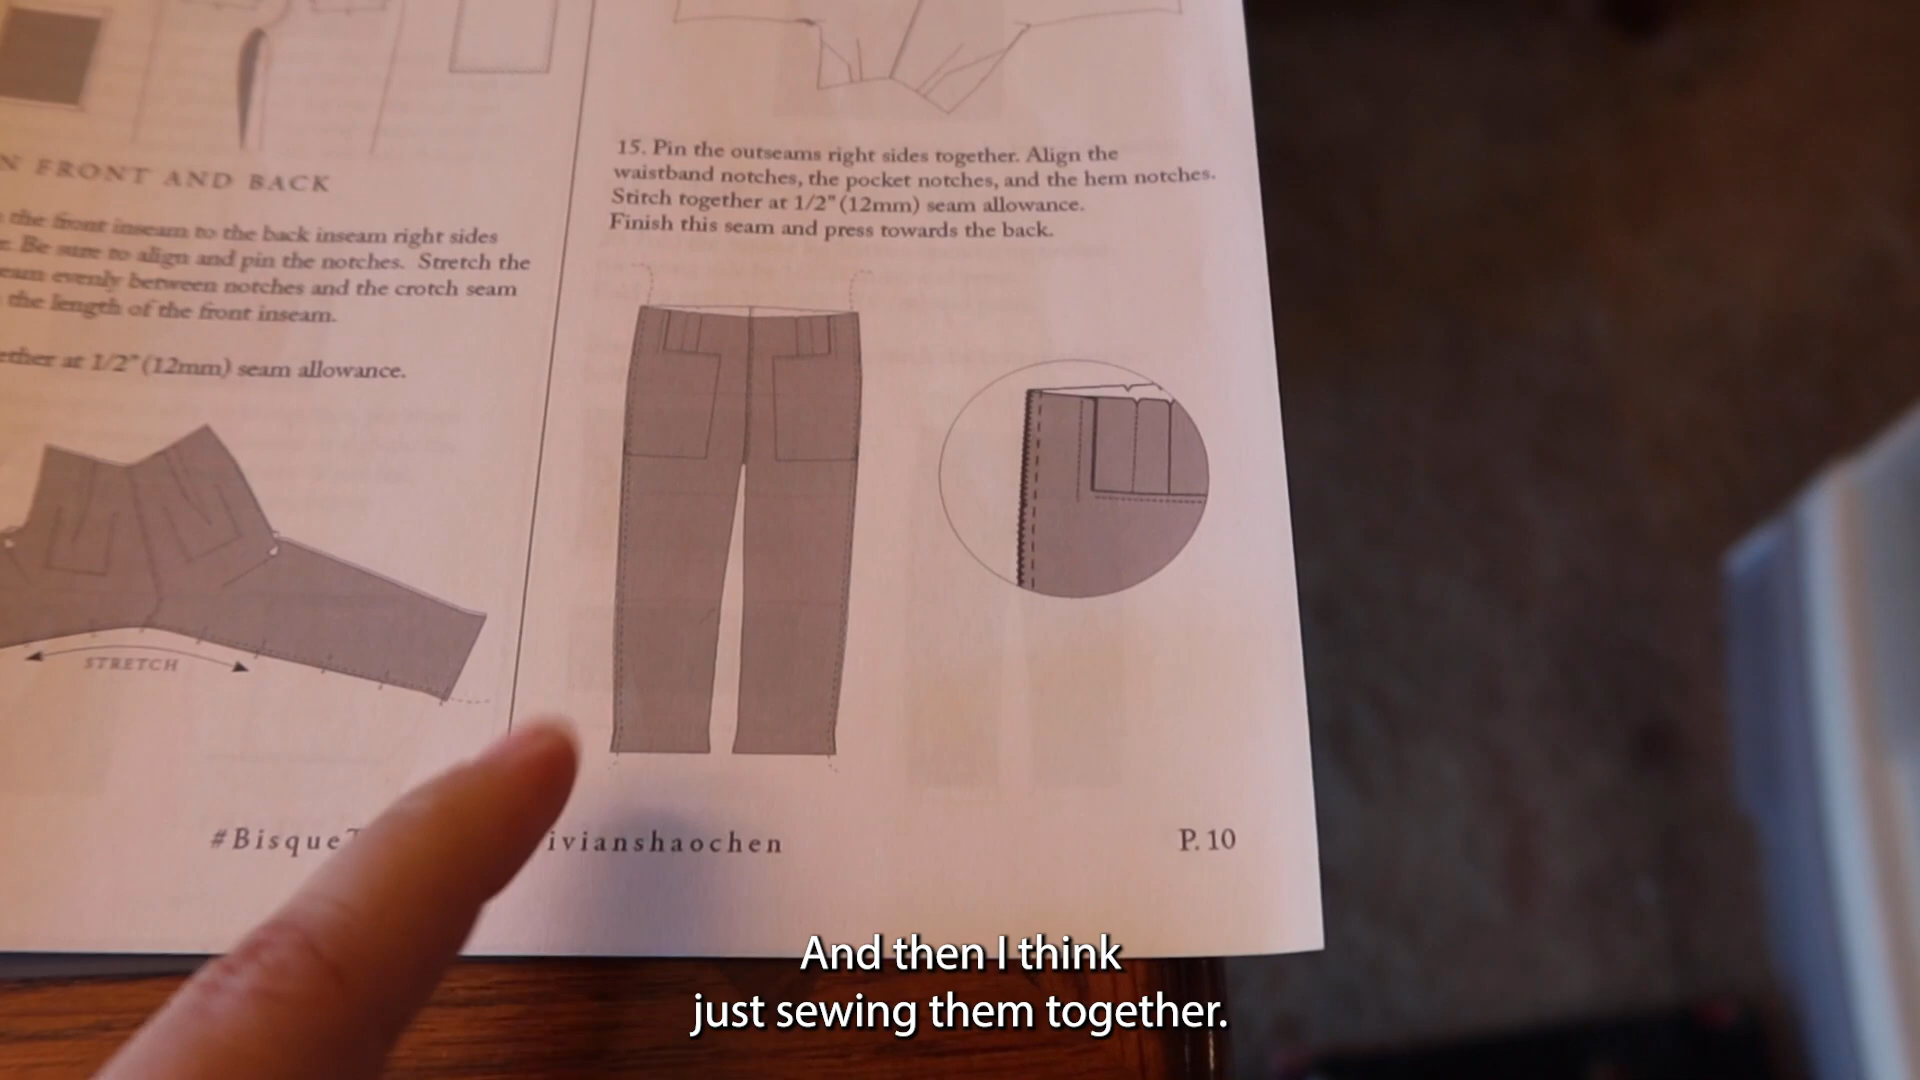 N FRONT AND BACK
the front inseam to the back inseam right sides
Be sure to align and pin the notches. Stretch the
evenly between notches and the crotch seam
the length of the front inseam.
at 1/2" (12mm) seam allowance.
STRETCH
15. Pin the outseams right sides together. Align the
waistband notches, the pocket notches, and the hem notches.
Stitch together at 1/2" (12mm) seam allowance.
Finish this seam and press towards the back.
#Bisque
ivianshaochen
P. 10
And then I think
just sewing them together.